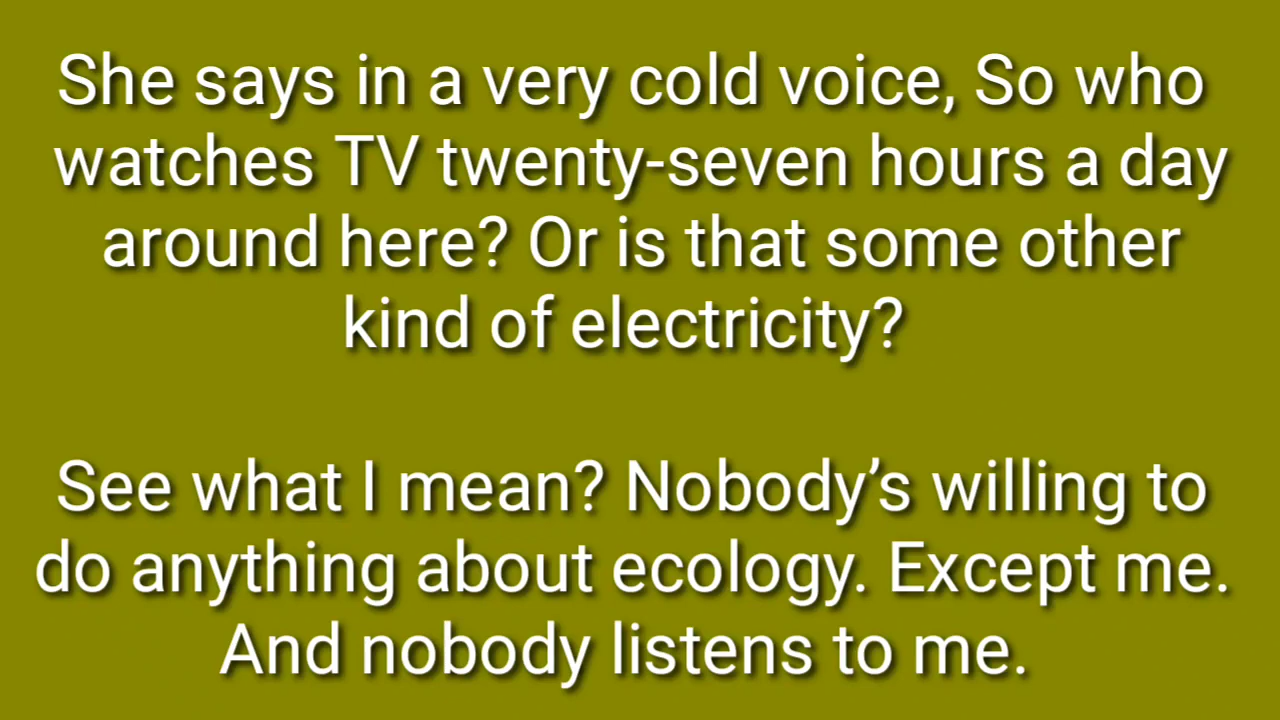 She says in a very cold voice, So who
watches TV twenty-seven hours a day
around here? Or is that some other
kind of electricity?
See what I mean? Nobody’s willing to
do anything about ecology. Except me.
And nobody listens to me.